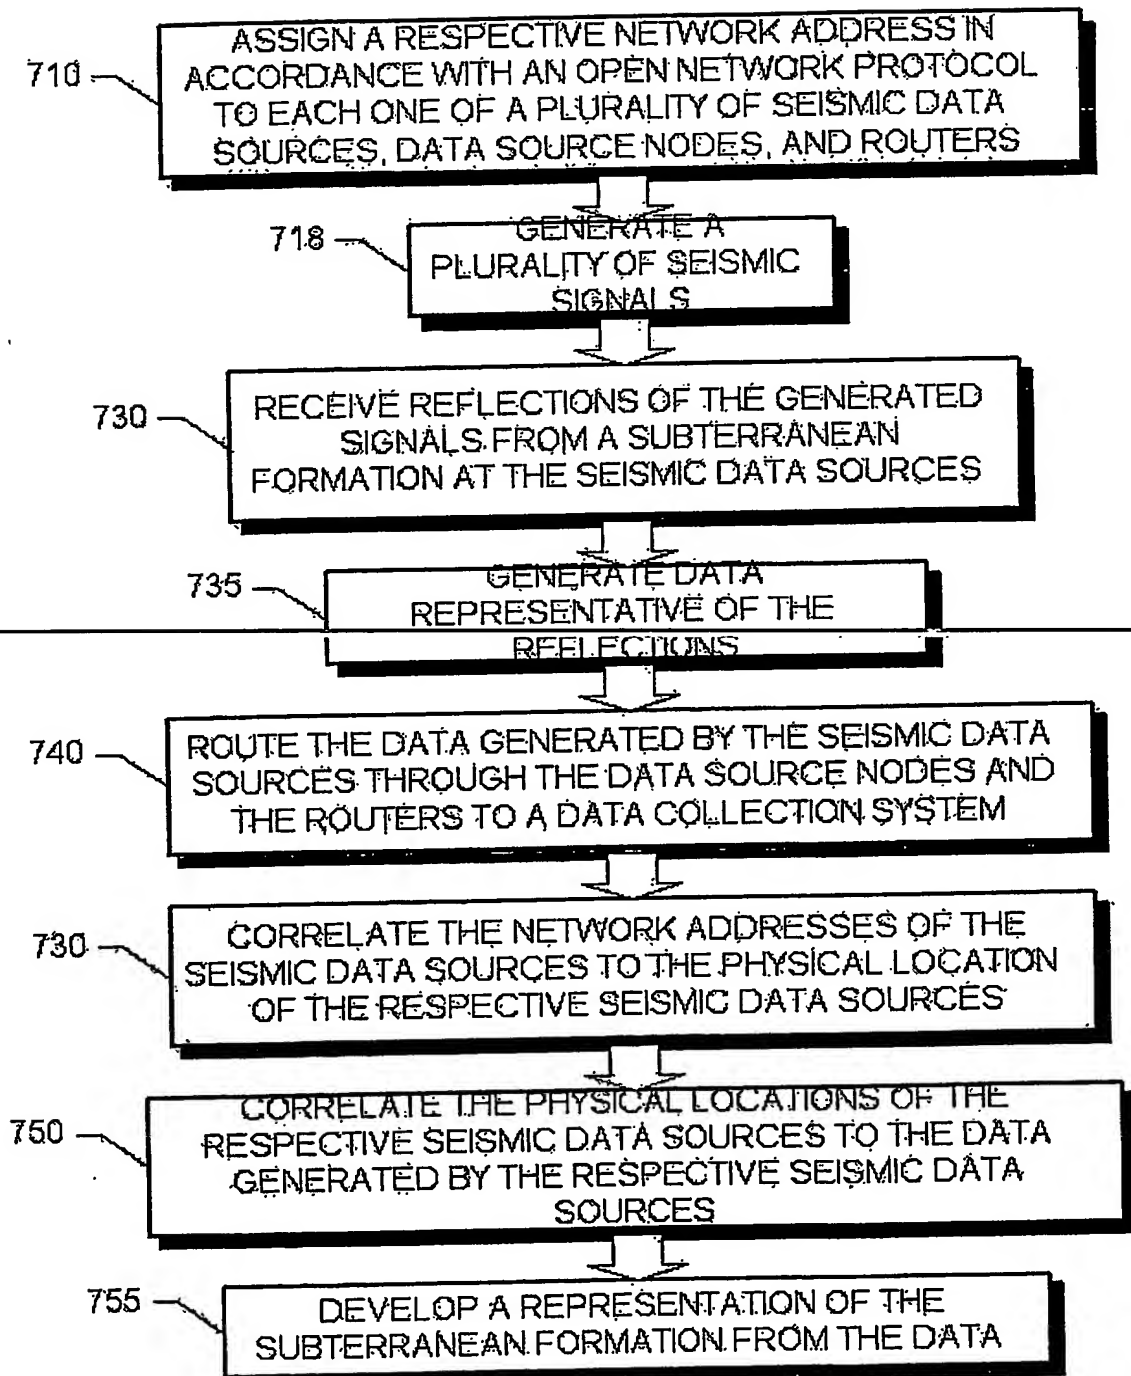 710
ASSIGN A RESPECTIVE NETWORK ADDRESS IN
ACCORDANCE WITH AN OPEN NETWORK PROTOCOL
TO EACH ONE OF A PLURALITY OF SEISMIC DATA
SOURCES, DATA SOURCE NODES, AND ROUTERS
718
GENERATE A
PLURALITY OF SEISMIC
SIGNALS
730
RECEIVE REFLECTIONS OF THE GENERATED
SIGNALS FROM A SUBTERRANEAN
FORMATION AT THE SEISMIC DATA SOURCES
735
GENERATE DATA
REPRESENTATIVE OF THE
REFLECTIONS
740
ROUTE THE DATA GENERATED BY THE SEISMIC DATA
SOURCES THROUGH THE DATA SOURCE NODES AND
THE ROUTERS TO A DATA COLLECTION SYSTEM
730
CORRELATE THE NETWORK ADDRESSES OF THE
SEISMIC DATA SOURCES TO THE PHYSICAL LOCATION
OF THE RESPECTIVE SEISMIC DATA SOURCES
750
CORRELATE THE PHYSICAL LOCATIONS OF THE
RESPECTIVE SEISMIC DATA SOURCES TO THE DATA
GENERATED BY THE RESPECTIVE SEISMIC DATA
SOURCES
755
DEVELOP A REPRESENTATION OF THE
SUBTERRANEAN FORMATION FROM THE DATA